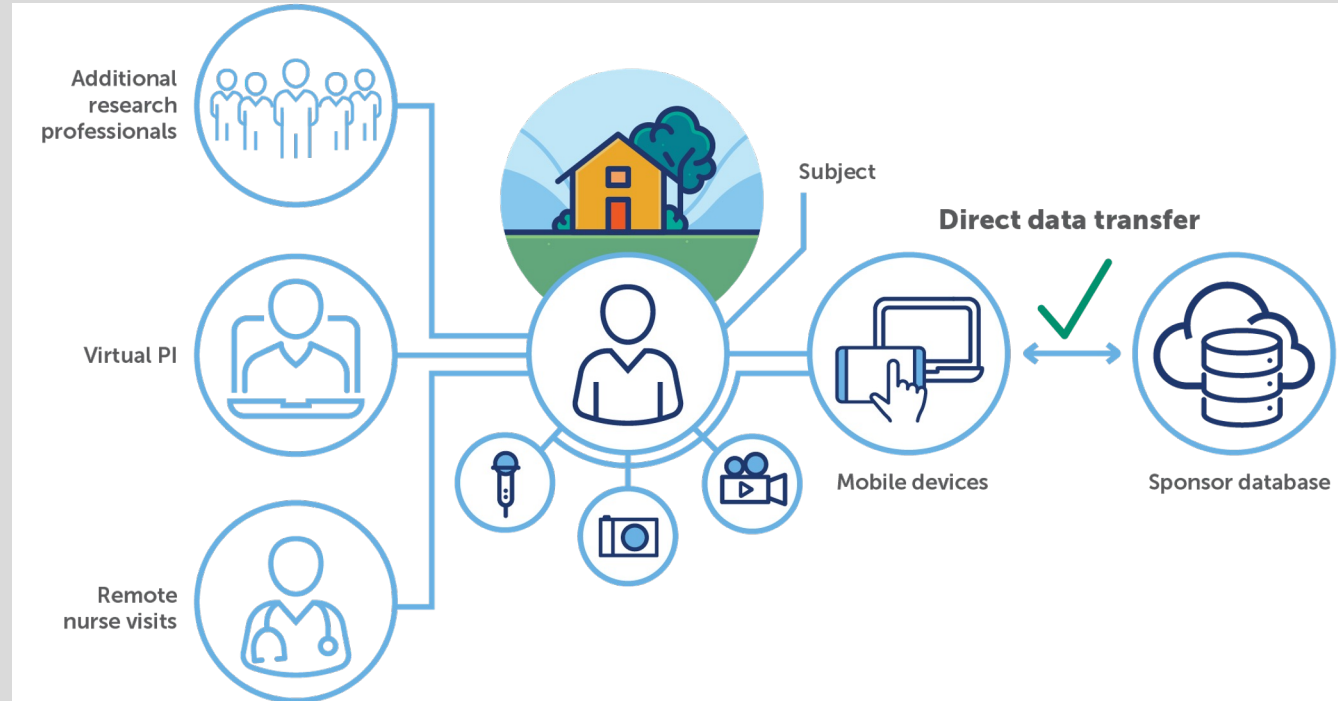 Additional
research
professionals
Subject
Direct data transfer
Virtual PI
Mobile devices
Sponsor database
Remote
nurse visits